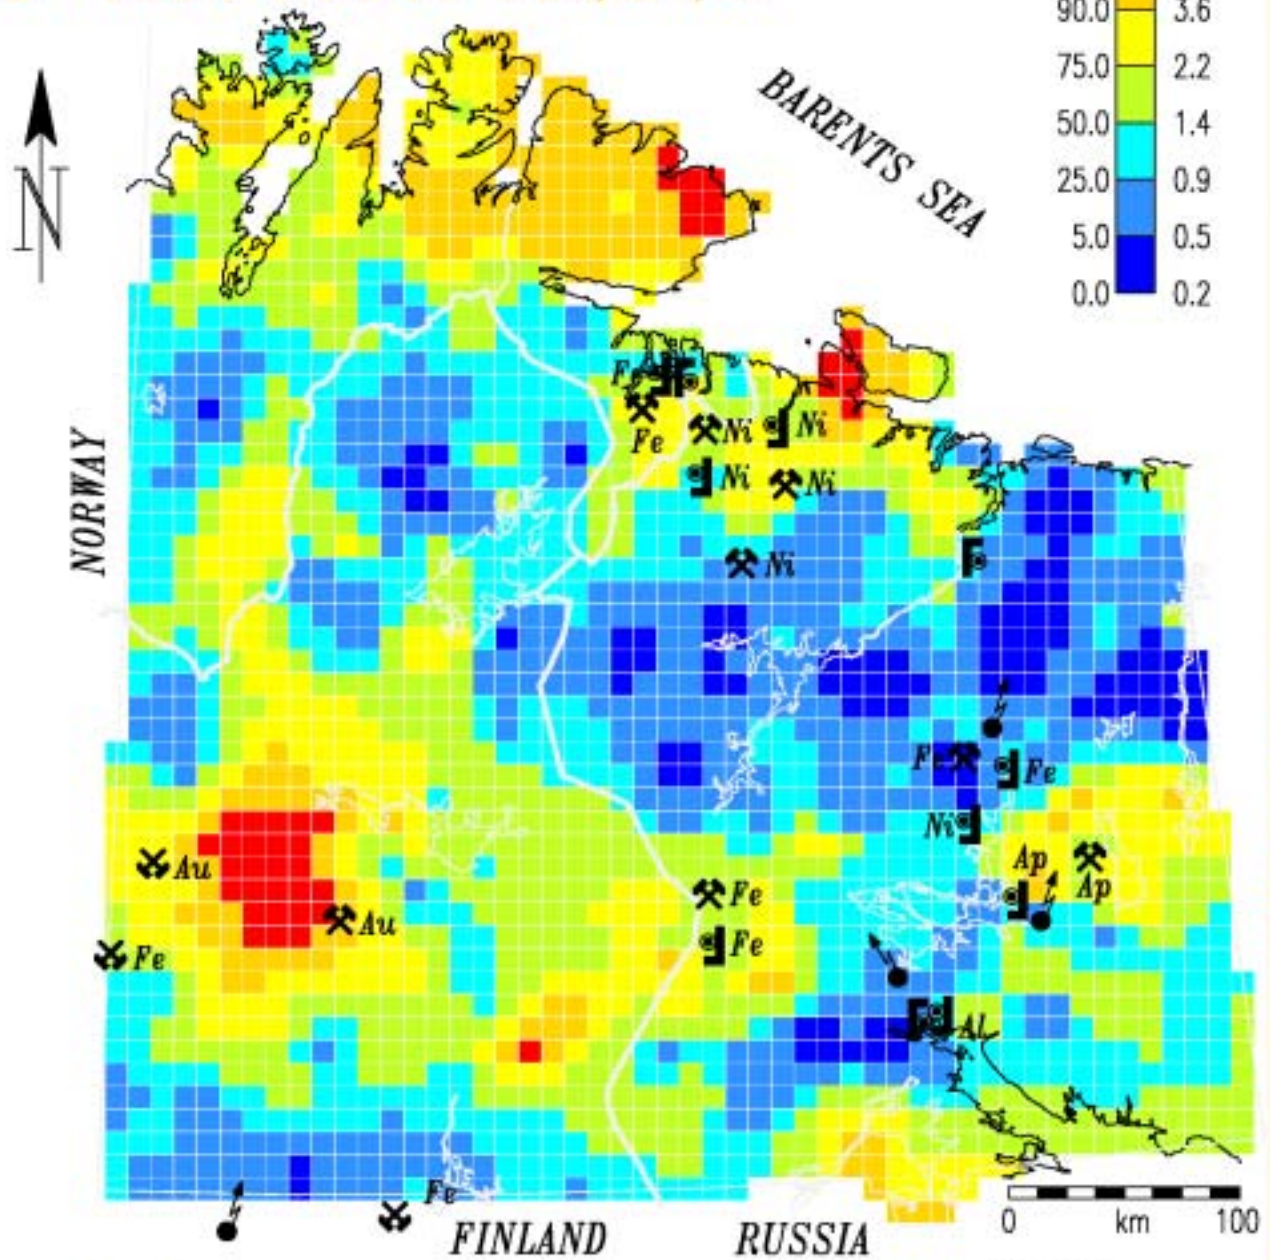 90.0 3.6
75.0 2.2
50.0 1.4
25.0 0.9
5.0 0.5
0.0 0.2
BARENTS SEA
N
NORWAY
Fe
Fe
Ni
Ni
Ni
Ni
Ni
Fe
Fe
Ni
Ap
Ap
Au
Au
Fe
Fe
Fe
Al
Fe
0 km 100
FINLAND RUSSIA